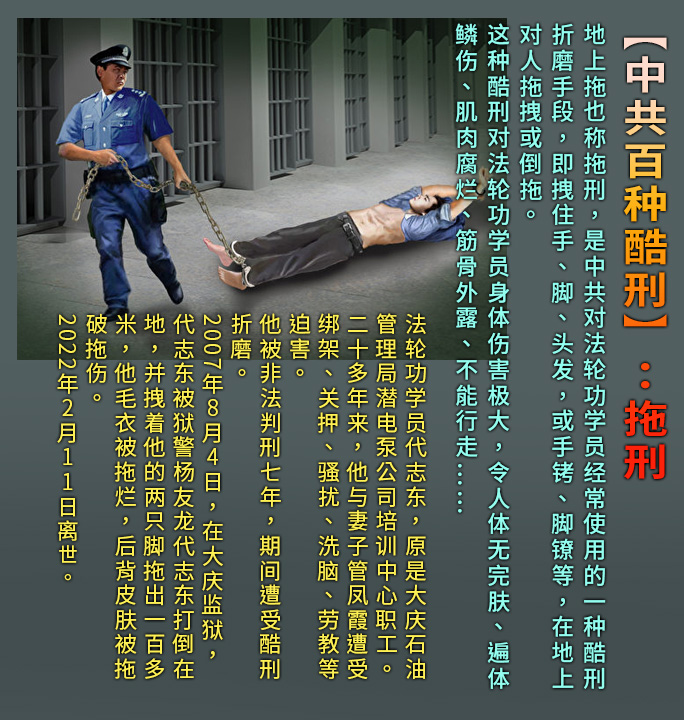 【中共百种酷刑】：拖刑
地上拖也称拖刑，是中共对法轮功学员经常使用的一种酷刑
折磨手段，即拽住手、脚、头发，或手铐、脚镣等，在地上
对人拖拽或倒拖。
这种酷刑对法轮功学员身体伤害极大，令人体无完肤、遍体
鳞伤、肌肉腐烂、筋骨外露、不能行走……
法轮功学员代志东，原是大庆石油
管理局潜电泵公司培训中心职工。
二十多年来，他与妻子管凤霞遭受
绑架、关押、骚扰、洗脑、劳教等
迫害。
他被非法判刑七年，期间遭受酷刑
折磨。
2007年8月4日，在大庆监狱，
代志东被狱警杨友龙代志东打倒在
地，并拽着他的两只脚拖出一百多
米，他毛衣被拖烂，后背皮肤被拖
破拖伤。
2022年2月11日离世。